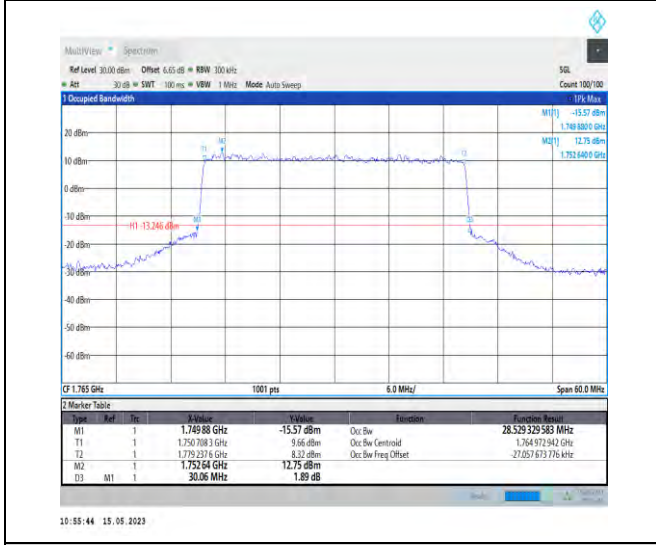 MultiView Spectrum
Ref Level 30.00 dBm Offset 6.65 dB RBW 300 kHz SGL
Att 30 dB SWT 100 ms VBW 1 MHz Mode Auto Sweep Count 100/100
1 Occupied Bandwidth 1Pk Max
M1[1] -15.57 dBm
1.749 880 0 GHz
M2[1] 12.75 dBm
1.752 640 0 GHz
20 dBm
T1 M2 T2
10 dBm
0 dBm
-10 dBm
H1 -13.246 dBm
M1 D3
-20 dBm
-30 dBm
-40 dBm
-50 dBm
-60 dBm
CF 1.765 GHz 1001 pts 6.0 MHz/ Span 60.0 MHz
2 Marker Table
Type Ref Trc X-Value Y-Value Function Function Result
M1 1 1.749 88 GHz -15.57 dBm Occ Bw 28.529 329 583 MHz
T1 1 1.750 708 3 GHz 9.66 dBm Occ Bw Centroid 1.764 972 942 GHz
T2 1 1.779 237 6 GHz 8.32 dBm Occ Bw Freq Offset -27.057 673 776 kHz
M2 1 1.752 64 GHz 12.75 dBm
D3 M1 1 30.06 MHz 1.89 dB
10:55:44 15.05.2023